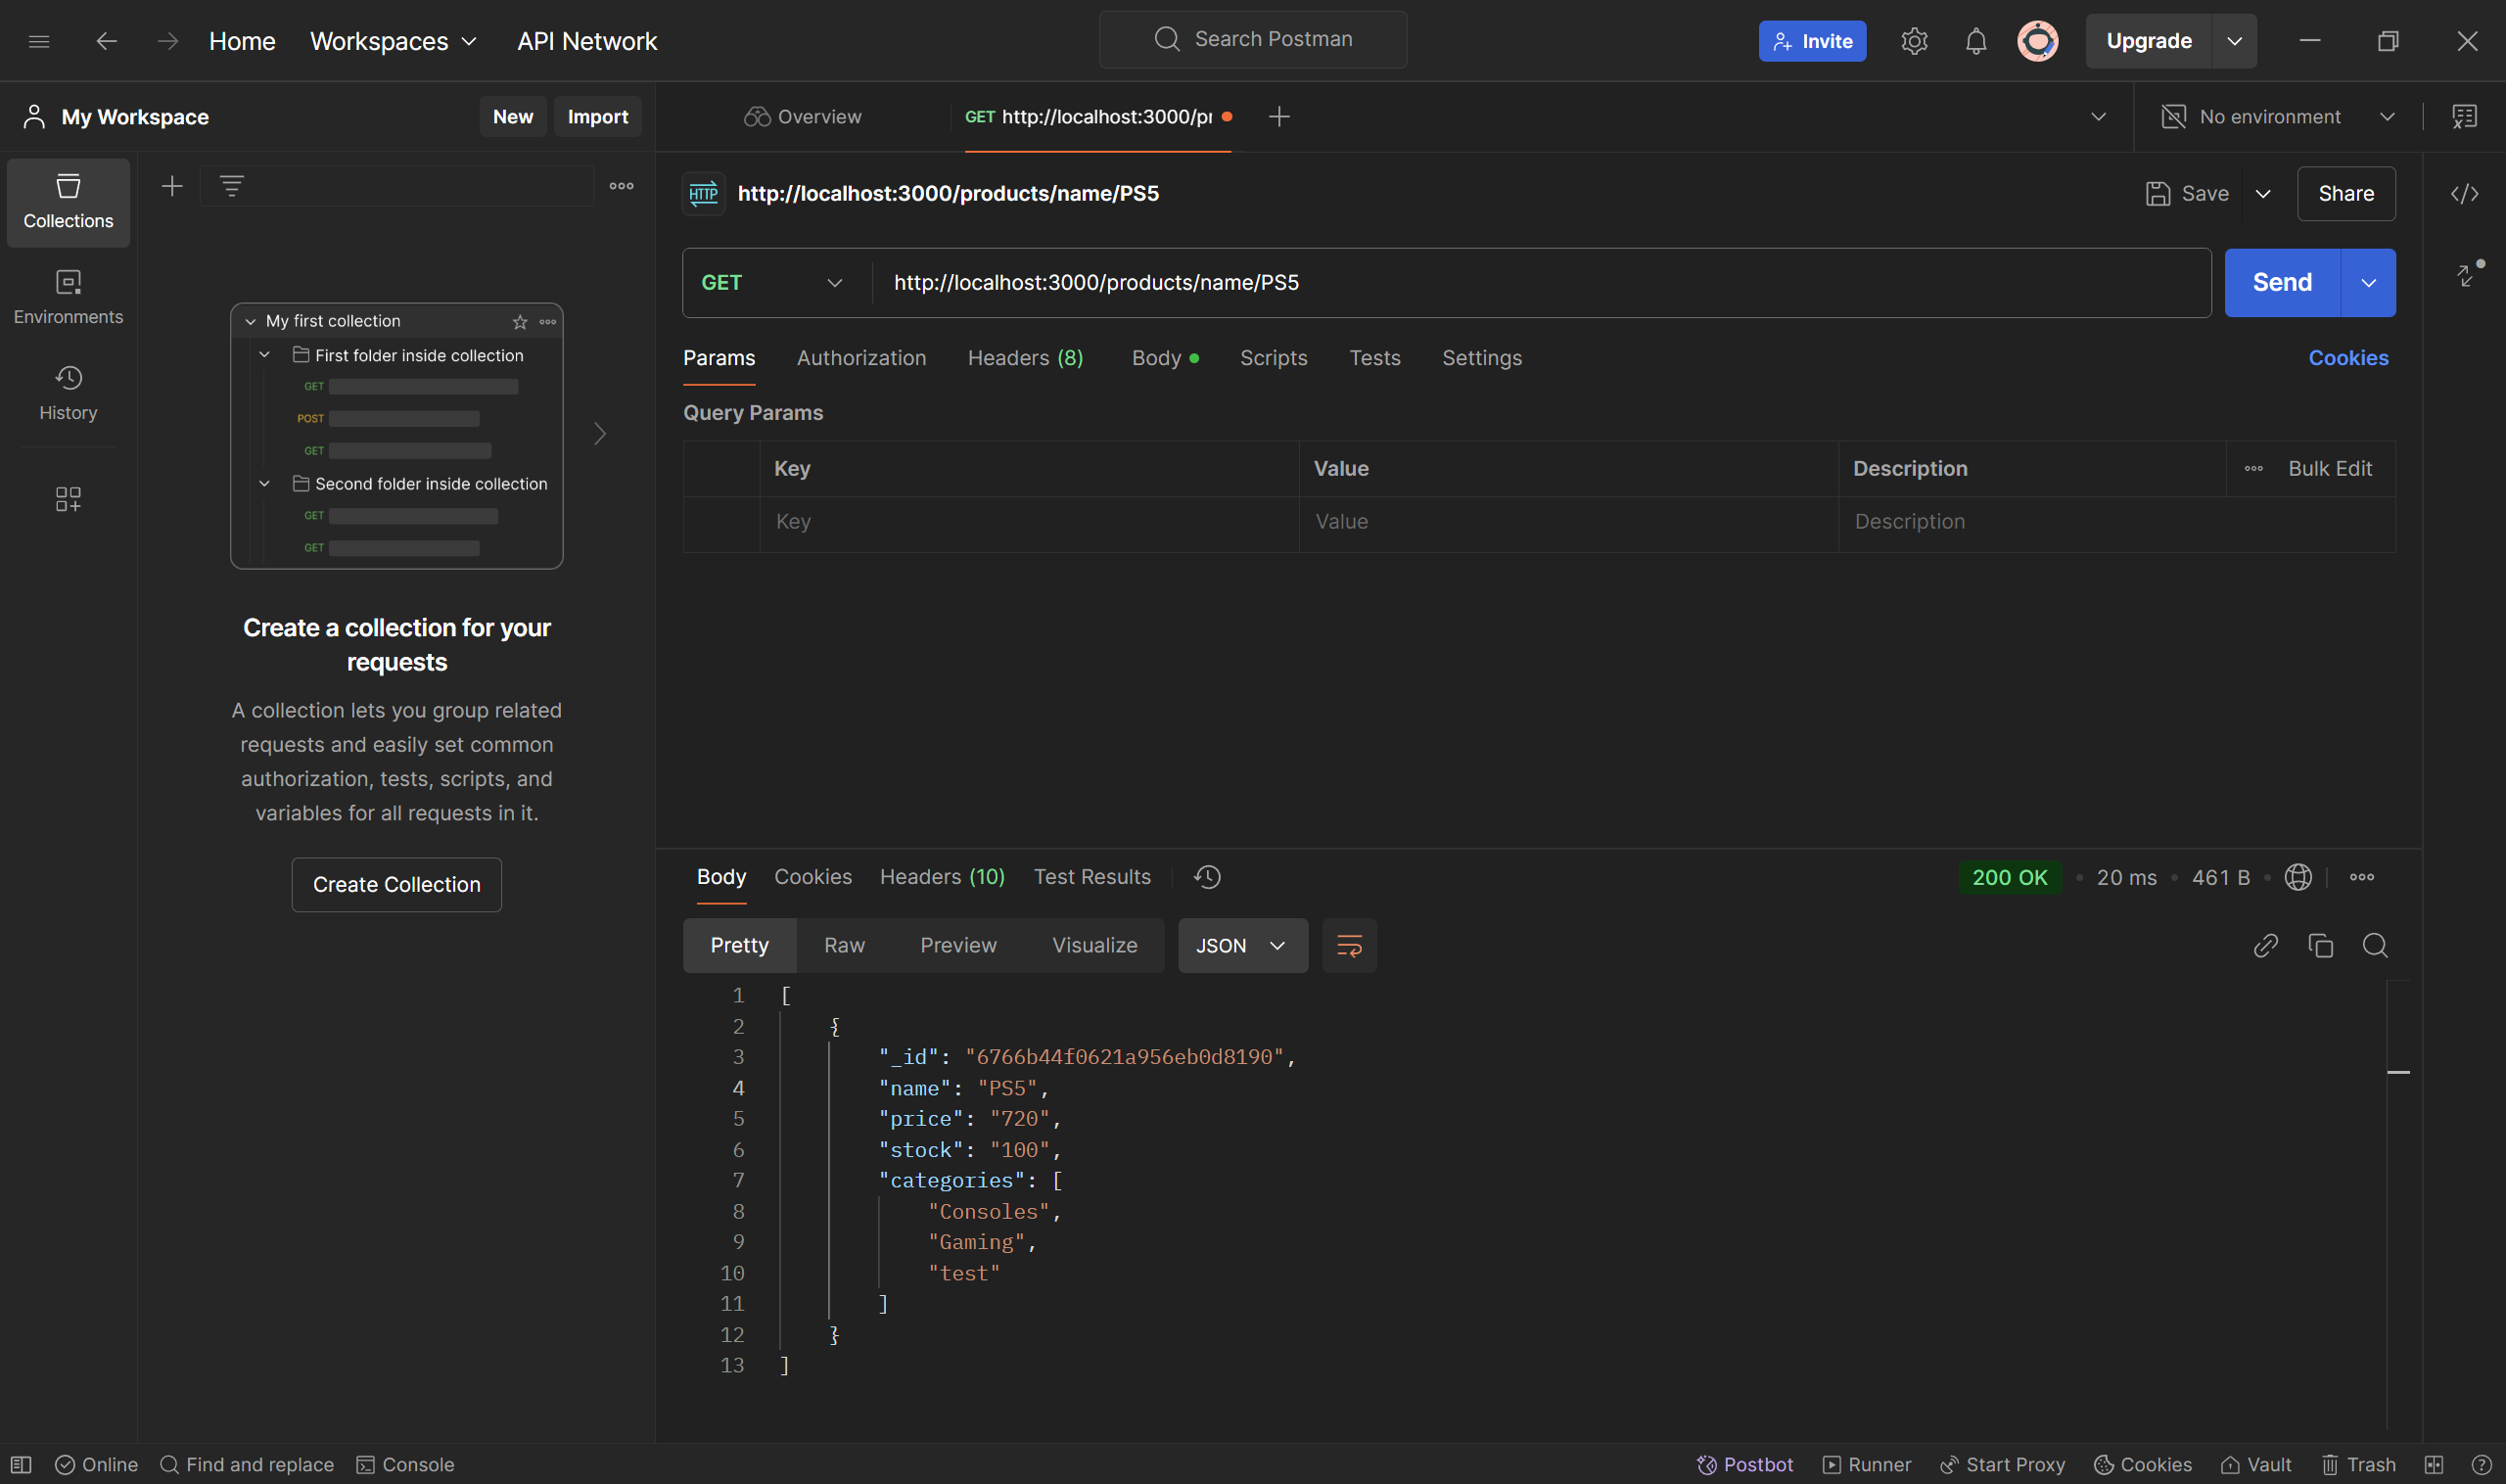 Home Workspaces API Network Search Postman Invite Upgrade
My Workspace New Import Overview GET http://localhost:3000/pr No environment
Collections
Environments
History
My first collection
First folder inside collection
GET
POST
GET
Second folder inside collection
GET
GET
Create a collection for your
requests
A collection lets you group related
requests and easily set common
authorization, tests, scripts, and
variables for all requests in it.
Create Collection
HTTP http://localhost:3000/products/name/PS5 Save Share
GET http://localhost:3000/products/name/PS5 Send
Params Authorization Headers (8) Body Scripts Tests Settings Cookies
Query Params
Key Value Description Bulk Edit
Key Value Description
Body Cookies Headers (10) Test Results 200 OK • 20 ms • 461 B
Pretty Raw Preview Visualize JSON
1 [
2 {
3 "_id": "6766b44f0621a956eb0d8190",
4 "name": "PS5",
5 "price": "720",
6 "stock": "100",
7 "categories": [
8 "Consoles",
9 "Gaming",
10 "test"
11 ]
12 }
13 ]
Online Find and replace Console Postbot Runner Start Proxy Cookies Vault Trash